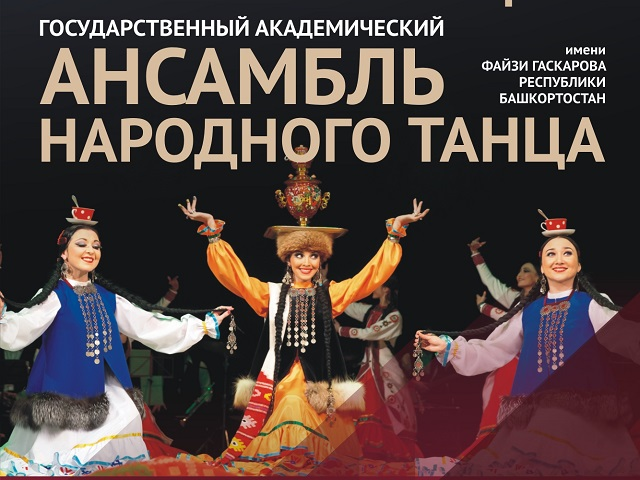 ГОСУДАРСТВЕННЫЙ АКАДЕМИЧЕСКИЙ
АНСАМБЛЬ
НАРОДНОГО ТАНЦА
имени
ФАЙЗИ ГАСКАРОВА
РЕСПУБЛИКИ
БАШКОРТОСТАН